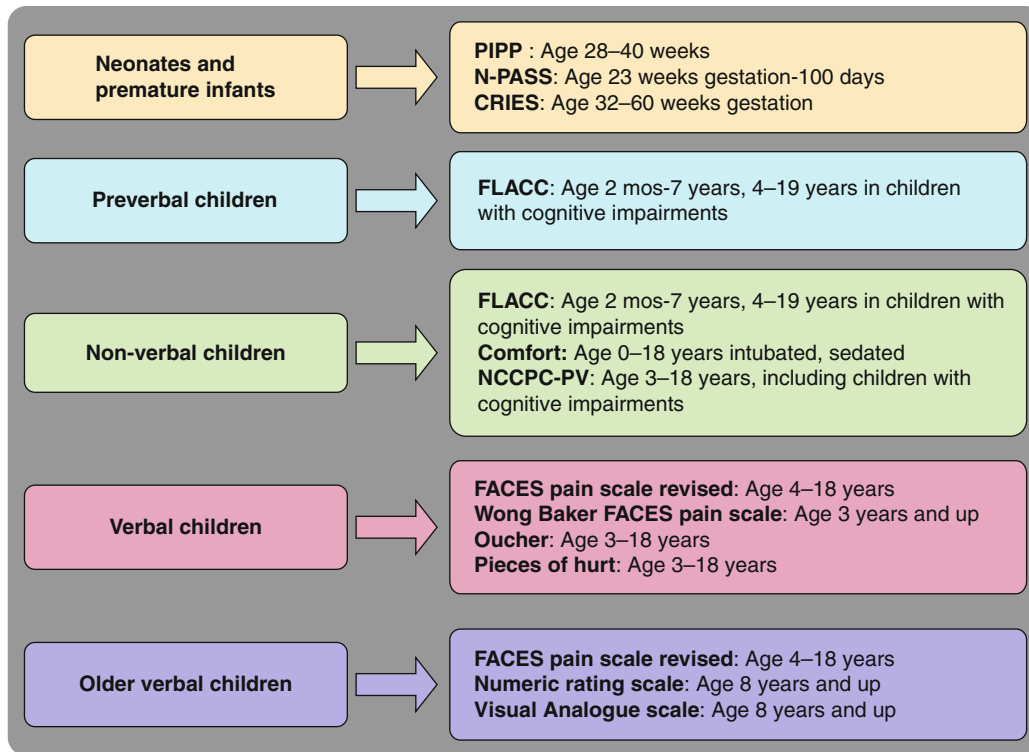 Neonates and
premature infants
PIPP : Age 28–40 weeks
N-PASS: Age 23 weeks gestation-100 days
CRIES: Age 32–60 weeks gestation
Preverbal children
FLACC: Age 2 mos-7 years, 4–19 years in children
with cognitive impairments
Non-verbal children
FLACC: Age 2 mos-7 years, 4–19 years in children with
cognitive impairments
Comfort: Age 0–18 years intubated, sedated
NCCPC-PV: Age 3–18 years, including children with
cognitive impairments
Verbal children
FACES pain scale revised: Age 4–18 years
Wong Baker FACES pain scale: Age 3 years and up
Oucher: Age 3–18 years
Pieces of hurt: Age 3–18 years
Older verbal children
FACES pain scale revised: Age 4–18 years
Numeric rating scale: Age 8 years and up
Visual Analogue scale: Age 8 years and up